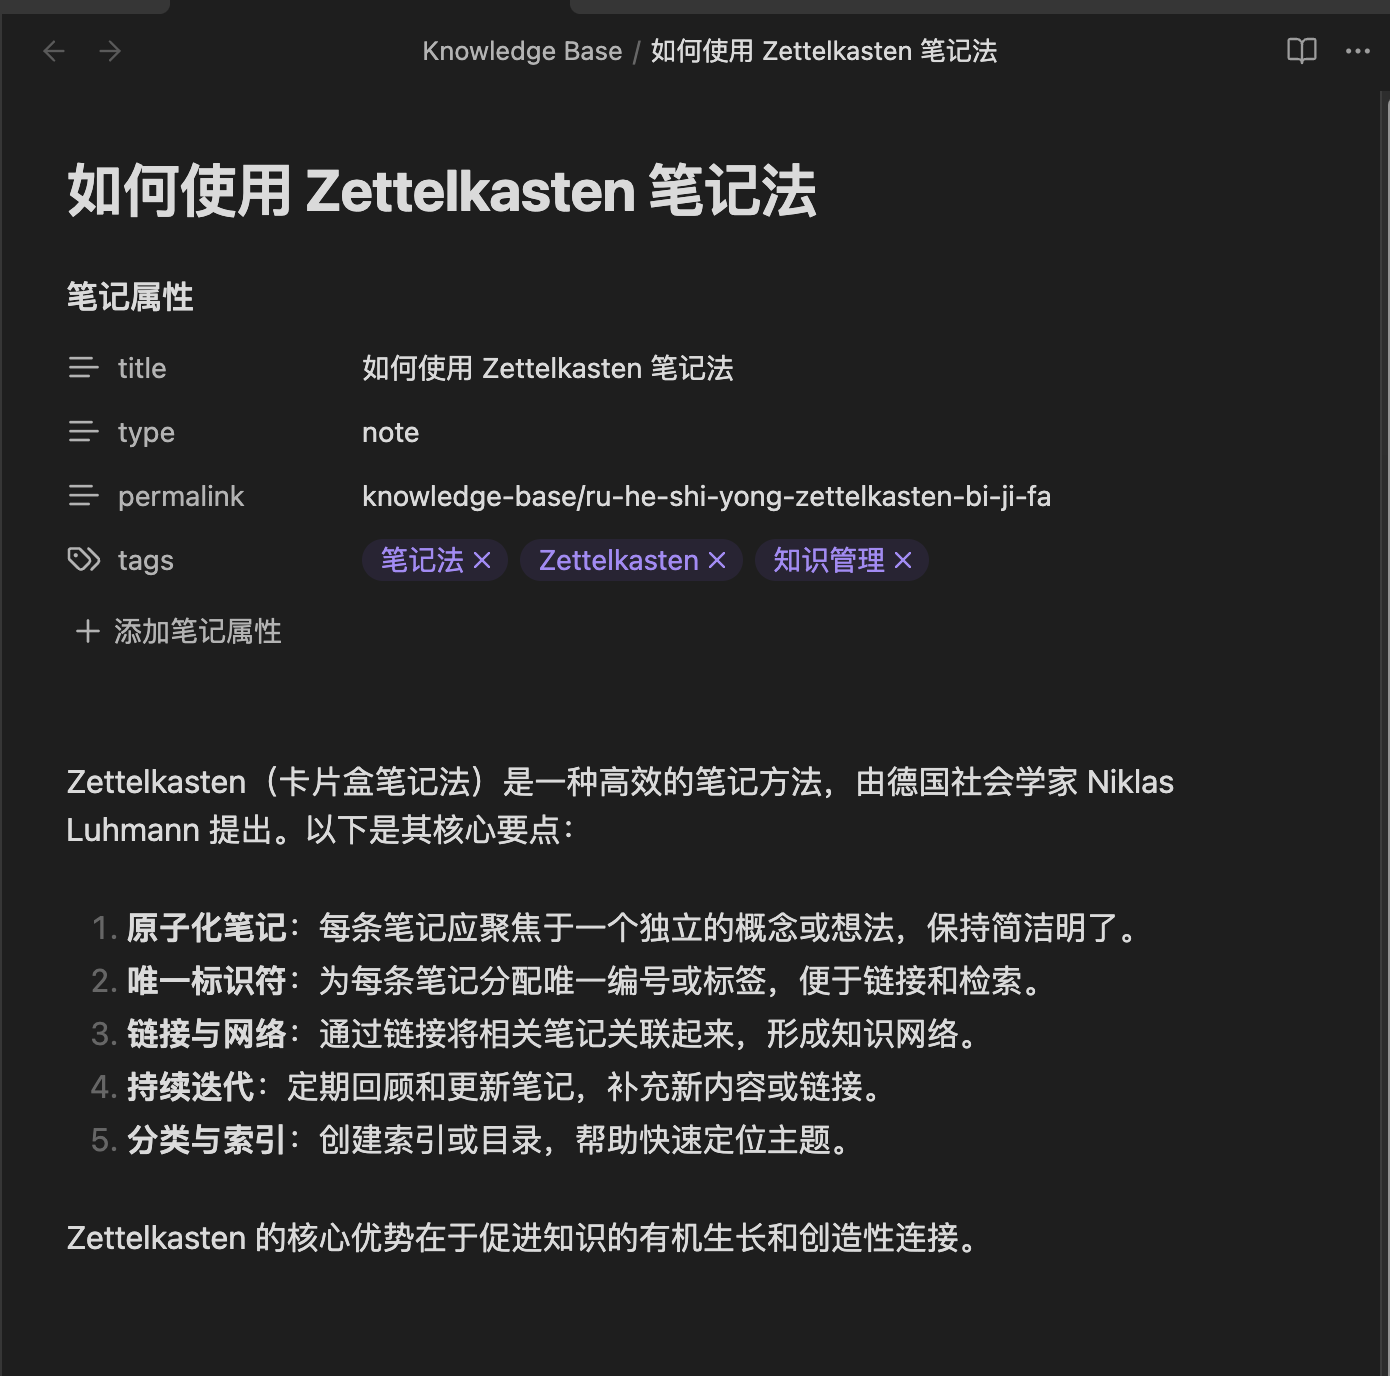 Knowledge Base / 如何使用 Zettelkasten 笔记法
如何使用 Zettelkasten 笔记法
笔记属性
title 如何使用 Zettelkasten 笔记法
type note
permalink knowledge-base/ru-he-shi-yong-zettelkasten-bi-ji-fa
tags 笔记法 Zettelkasten 知识管理
添加笔记属性
Zettelkasten（卡片盒笔记法）是一种高效的笔记方法，由德国社会学家 Niklas
Luhmann 提出。以下是其核心要点：
1. 原子化笔记：每条笔记应聚焦于一个独立的概念或想法，保持简洁明了。
2. 唯一标识符：为每条笔记分配唯一编号或标签，便于链接和检索。
3. 链接与网络：通过链接将相关笔记关联起来，形成知识网络。
4. 持续迭代：定期回顾和更新笔记，补充新内容或链接。
5. 分类与索引：创建索引或目录，帮助快速定位主题。
Zettelkasten 的核心优势在于促进知识的有机生长和创造性连接。